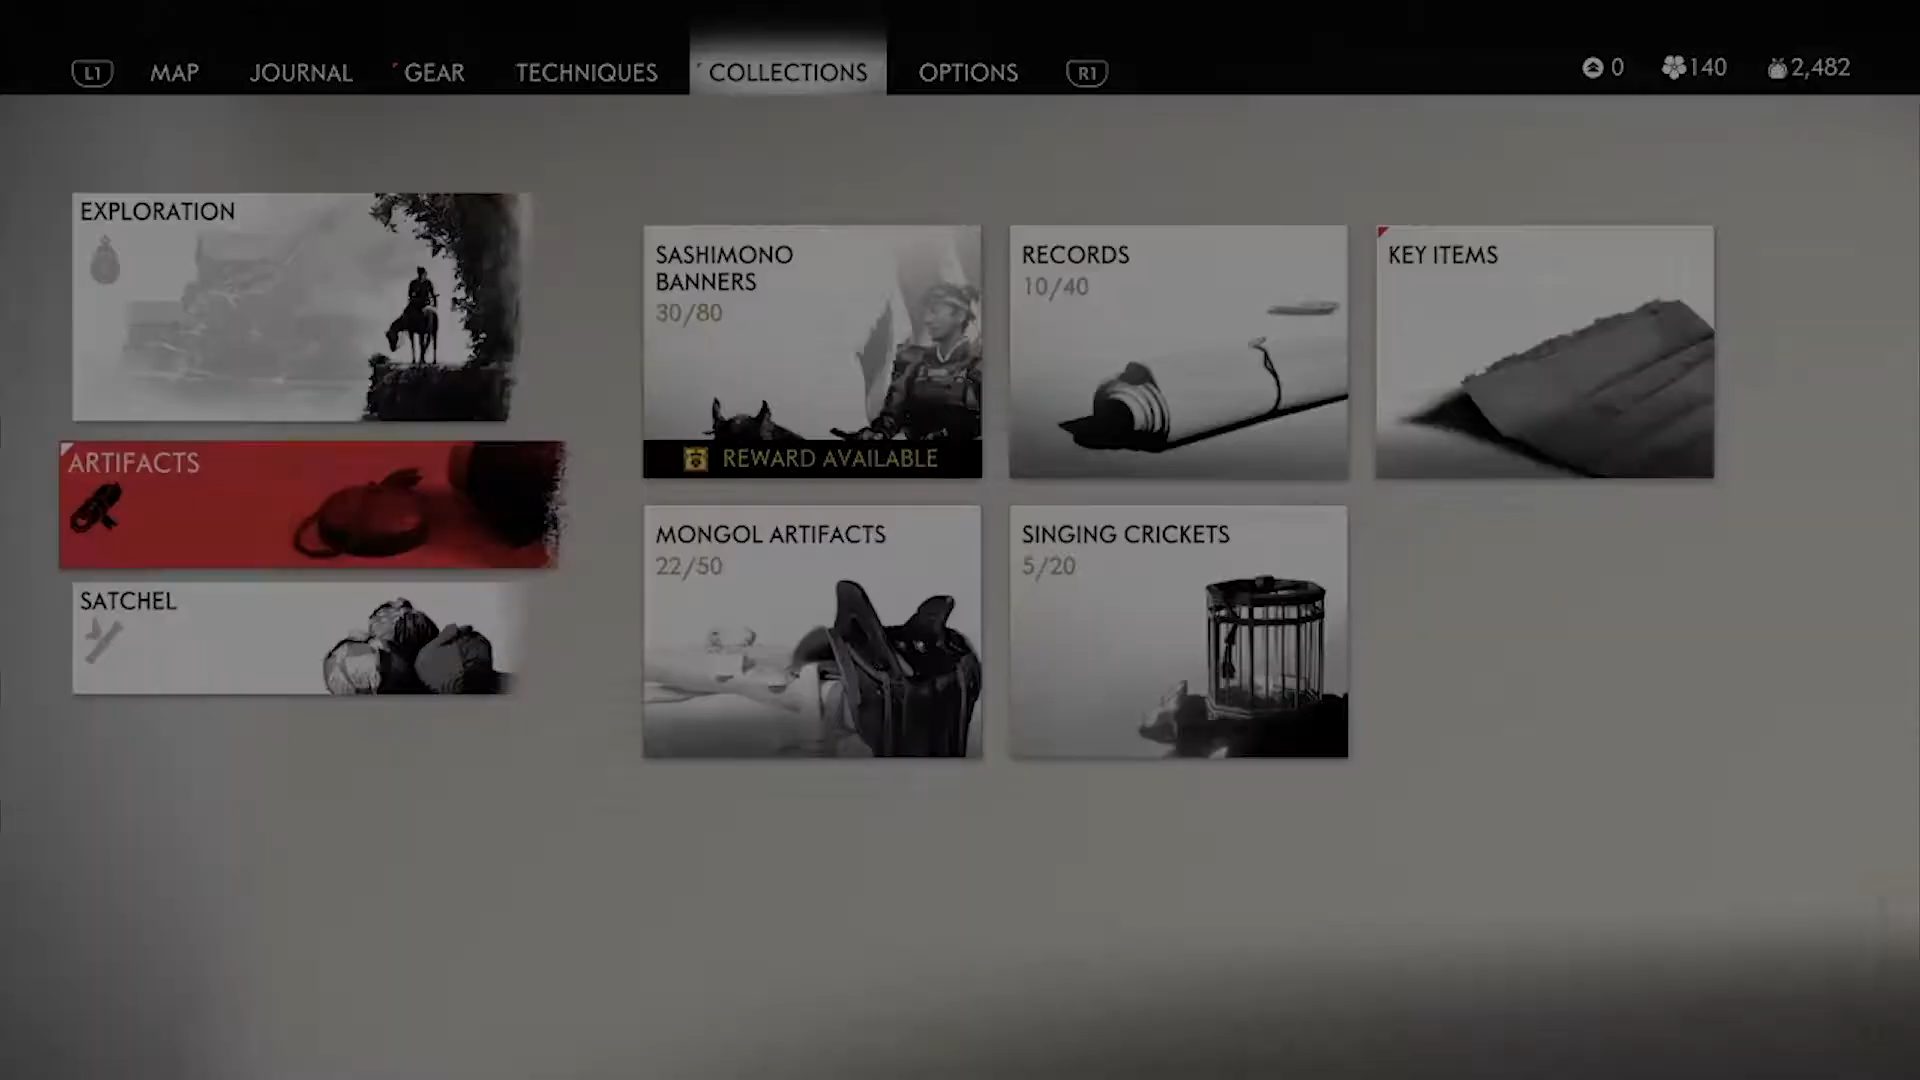 L1 MAP JOURNAL GEAR TECHNIQUES COLLECTIONS OPTIONS R1 0 140 2,482
EXPLORATION
ARTIFACTS
SATCHEL
SASHIMONO
BANNERS
30/80
REWARD AVAILABLE
RECORDS
10/40
KEY ITEMS
MONGOL ARTIFACTS
22/50
SINGING CRICKETS
5/20